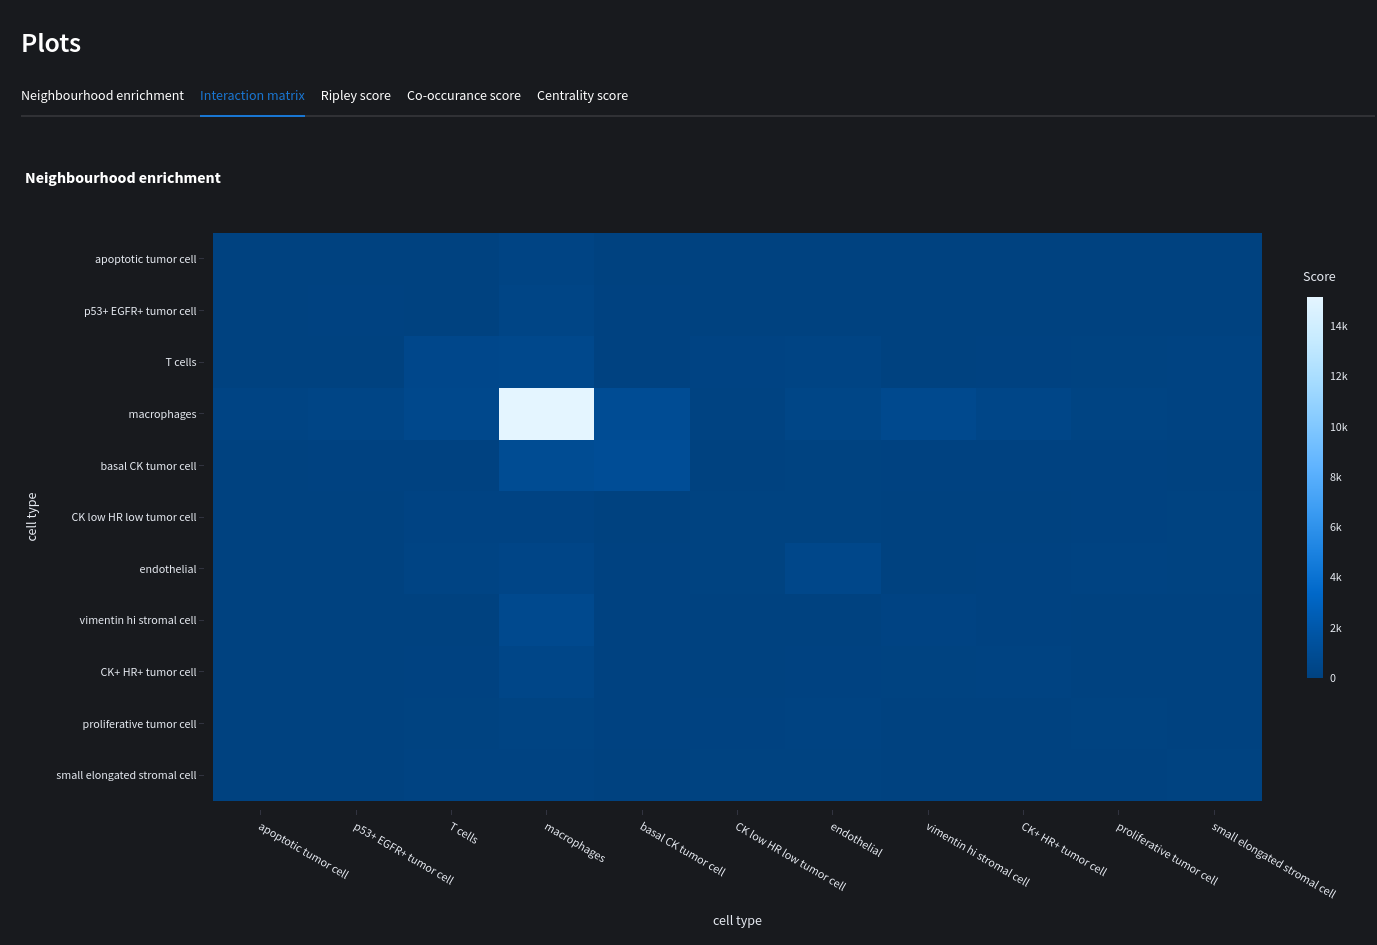 Plots
Neighbourhood enrichment Interaction matrix Ripley score Co-occurance score Centrality score
Neighbourhood enrichment
Score
14k
12k
10k
8k
6k
4k
2k
0
cell type
apoptotic tumor cell
p53+ EGFR+ tumor cell
T cells
macrophages
basal CK tumor cell
CK low HR low tumor cell
endothelial
vimentin hi stromal cell
CK+ HR+ tumor cell
proliferative tumor cell
small elongated stromal cell
apoptotic tumor cell
p53+ EGFR+ tumor cell
T cells
macrophages
basal CK tumor cell
CK low HR low tumor cell
endothelial
vimentin hi stromal cell
CK+ HR+ tumor cell
proliferative tumor cell
small elongated stromal cell
cell type